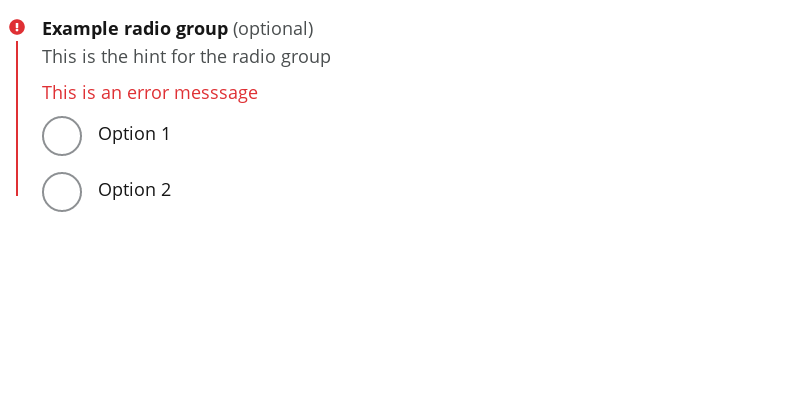 Example radio group (optional)
This is the hint for the radio group
This is an error messsage
Option 1
Option 2